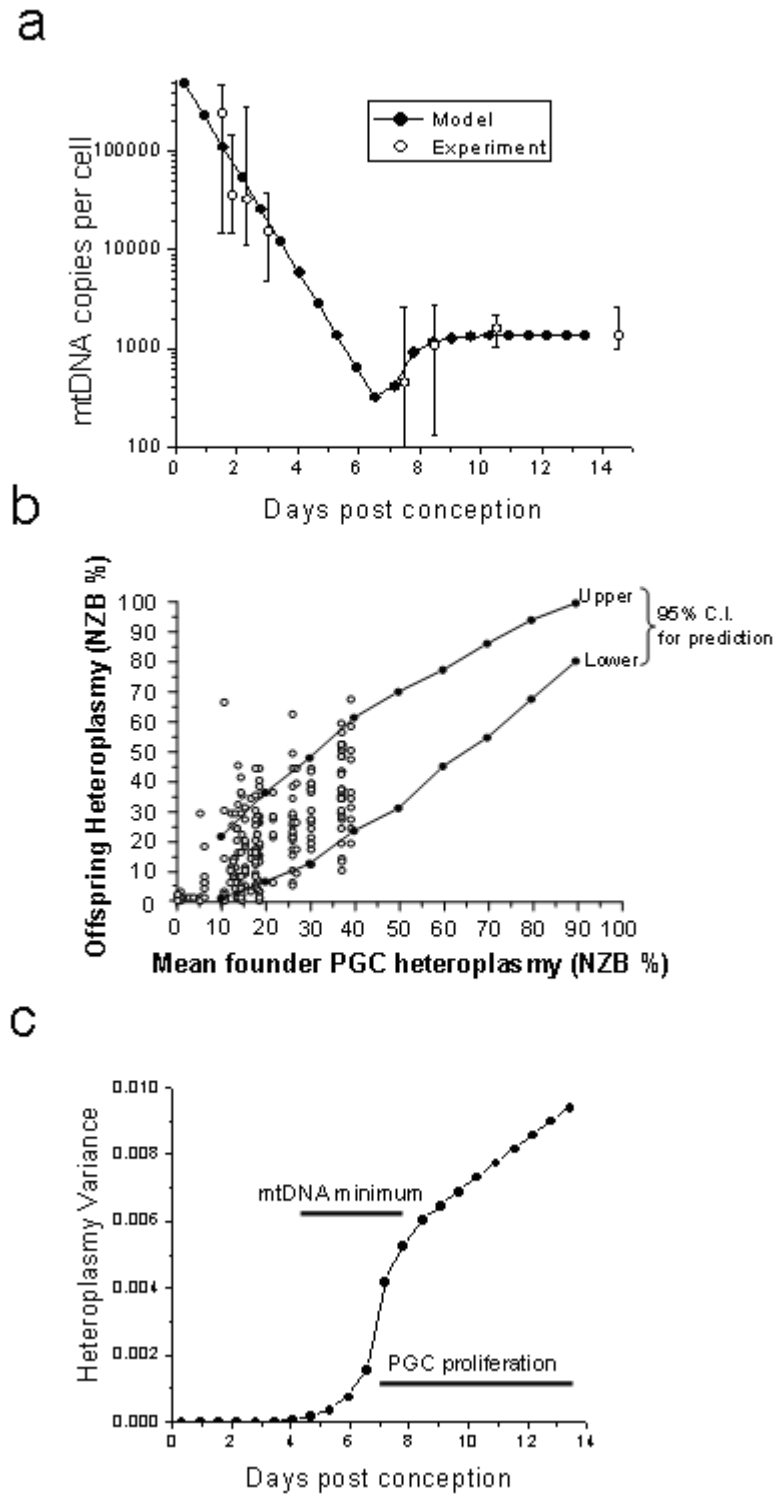 a
mtDNA copies per cell
100000
10000
1000
100
Model
Experiment
0 2 4 6 8 10 12 14
Days post conception
b
Offspring Heteroplasmy (NZB %)
100
90
80
70
60
50
40
30
20
10
0
Upper
Lower
95% C.I.
for prediction
0 10 20 30 40 50 60 70 80 90 100
Mean founder PGC heteroplasmy (NZB %)
c
Heteroplasmy Variance
0.010
0.008
0.006
0.004
0.002
0.000
mtDNA minimum
PGC proliferation
0 2 4 6 8 10 12 14
Days post conception